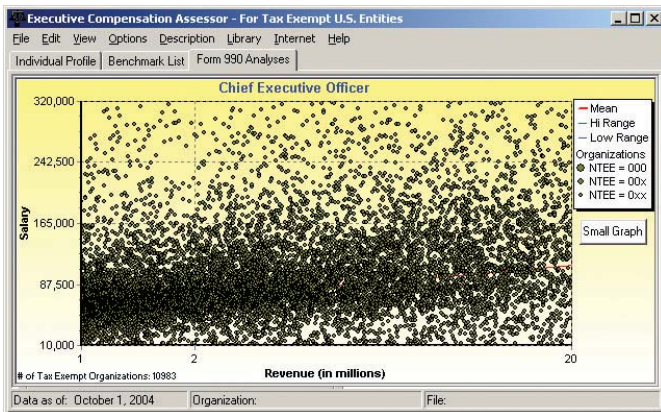 Executive Compensation Assessor - For Tax Exempt U.S. Entities
File Edit View Options Description Library Internet Help
Individual Profile Benchmark List Form 990 Analyses
Chief Executive Officer
320,000
242,500
165,000
87,500
10,000
Salary
1 2 20
Revenue (in millions)
# of Tax Exempt Organizations: 10983
Mean
Hi Range
Low Range
Organizations
NTEE = 000
NTEE = 00x
NTEE = 0xx
Small Graph
Data as of: October 1, 2004 Organization: File: